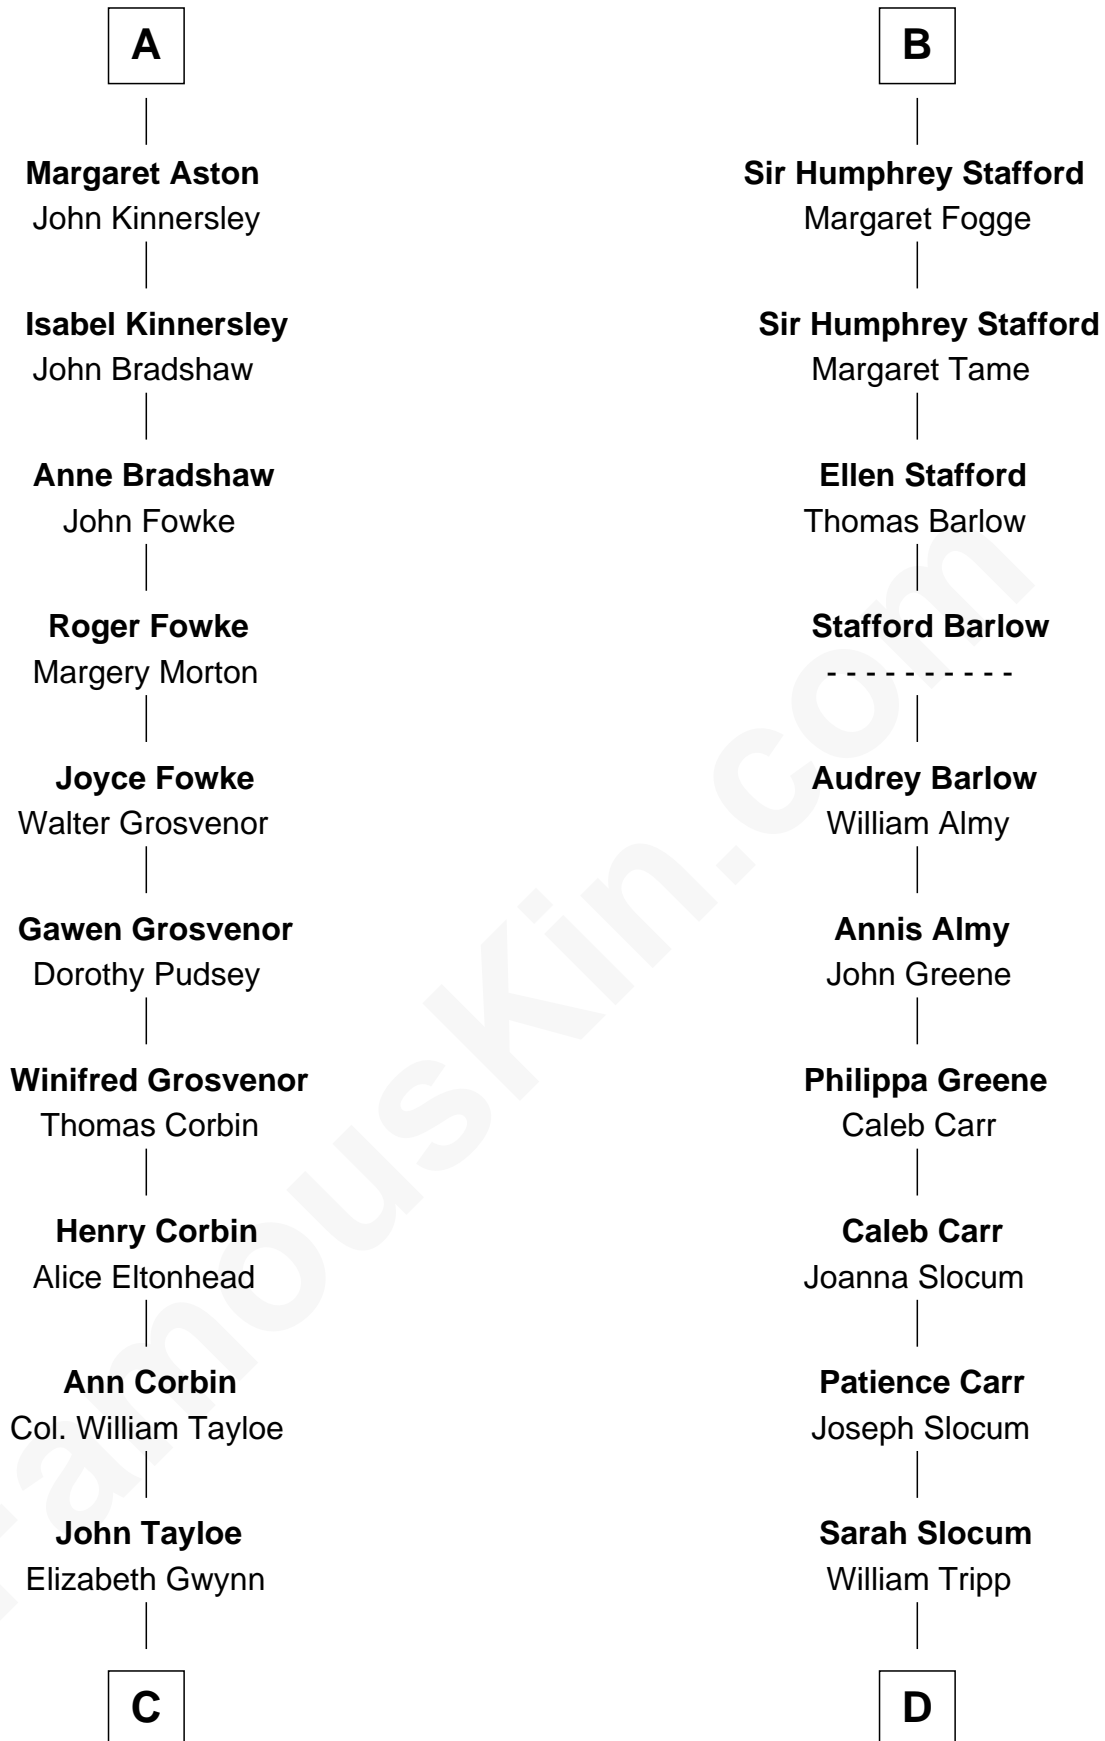 A
Margaret Aston
John Kinnersley
Isabel Kinnersley
John Bradshaw
Anne Bradshaw
John Fowke
Roger Fowke
Margery Morton
Joyce Fowke
Walter Grosvenor
Gawen Grosvenor
Dorothy Pudsey
Winifred Grosvenor
Thomas Corbin
Henry Corbin
Alice Eltonhead
Ann Corbin
Col. William Tayloe
John Tayloe
Elizabeth Gwynn
C
B
Sir Humphrey Stafford
Margaret Fogge
Sir Humphrey Stafford
Margaret Tame
Ellen Stafford
Thomas Barlow
Stafford Barlow
- - - - - - - - - -
Audrey Barlow
William Almy
Annis Almy
John Greene
Philippa Greene
Caleb Carr
Caleb Carr
Joanna Slocum
Patience Carr
Joseph Slocum
Sarah Slocum
William Tripp
D
FamousKin.com